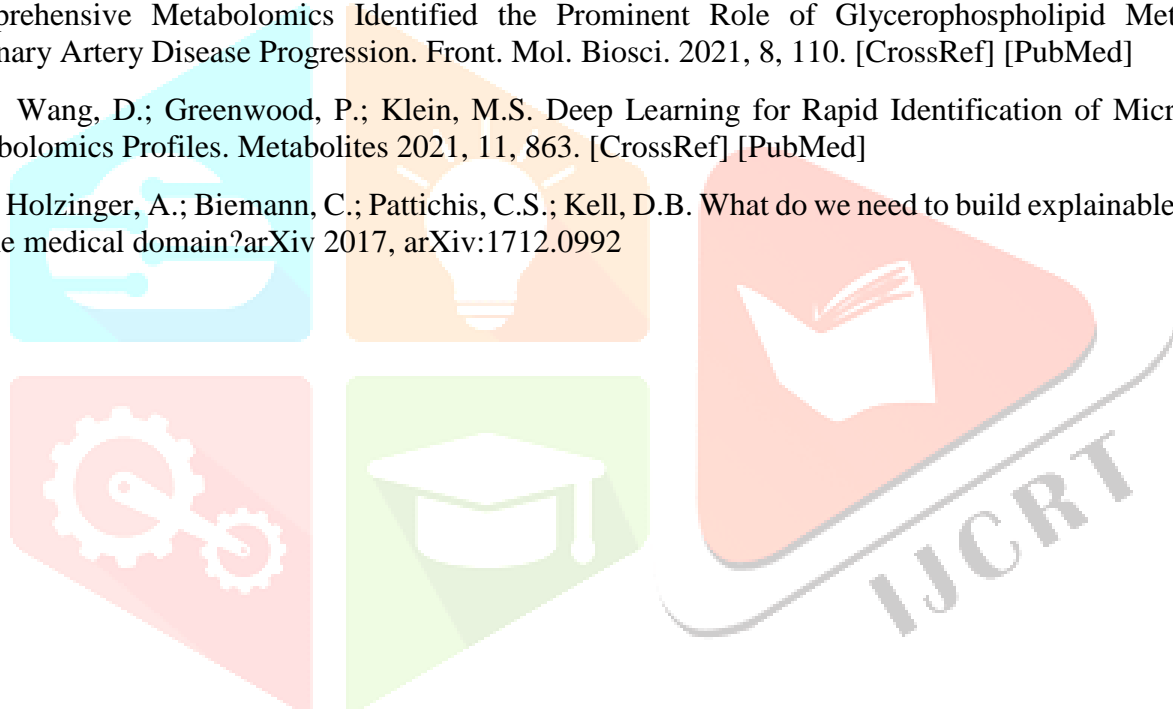 prehensive Metabolomics Identified the Prominent Role of Glycerophospholipid Met
nary Artery Disease Progression. Front. Mol. Biosci. 2021, 8, 110. [CrossRef] [PubMed]
Wang, D.; Greenwood, P.; Klein, M.S. Deep Learning for Rapid Identification of Micr
bolomics Profiles. Metabolites 2021, 11, 863. [CrossRef] [PubMed]
Holzinger, A.; Biemann, C.; Pattichis, C.S.; Kell, D.B. What do we need to build explainable
e medical domain?arXiv 2017, arXiv:1712.0992
IJCRT